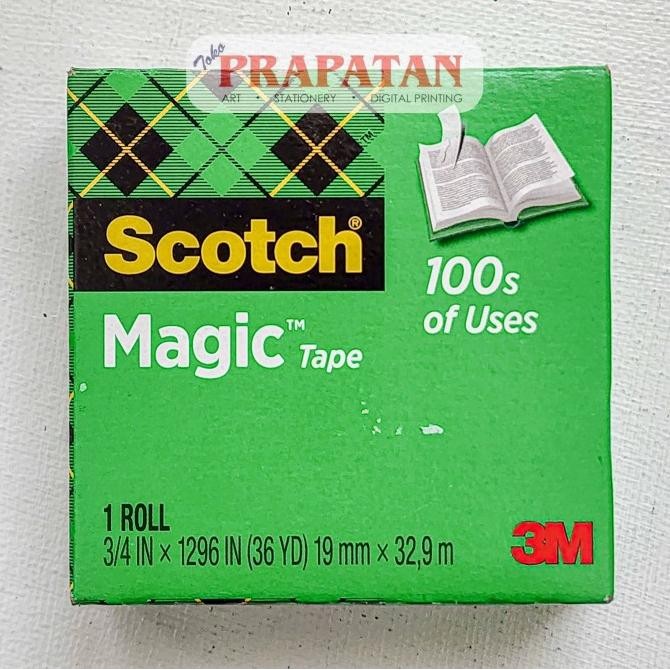 Toko
PRAPATAN
ART • STATIONERY • DIGITAL PRINTING
Scotch®
Magic™ Tape
100s
of Uses
1 ROLL
3/4 IN × 1296 IN (36 YD) 19 mm × 32,9 m
3M
™